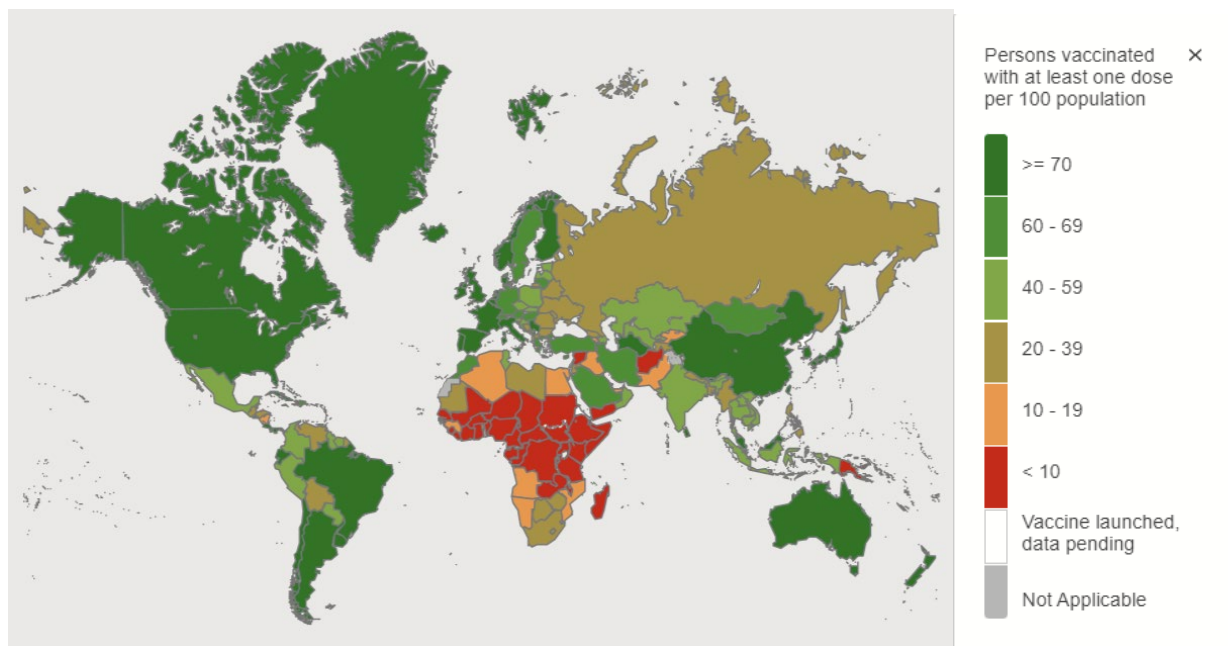 Persons vaccinated ×
with at least one dose
per 100 population
>= 70
60 - 69
40 - 59
20 - 39
10 - 19
< 10
Vaccine launched,
data pending
Not Applicable